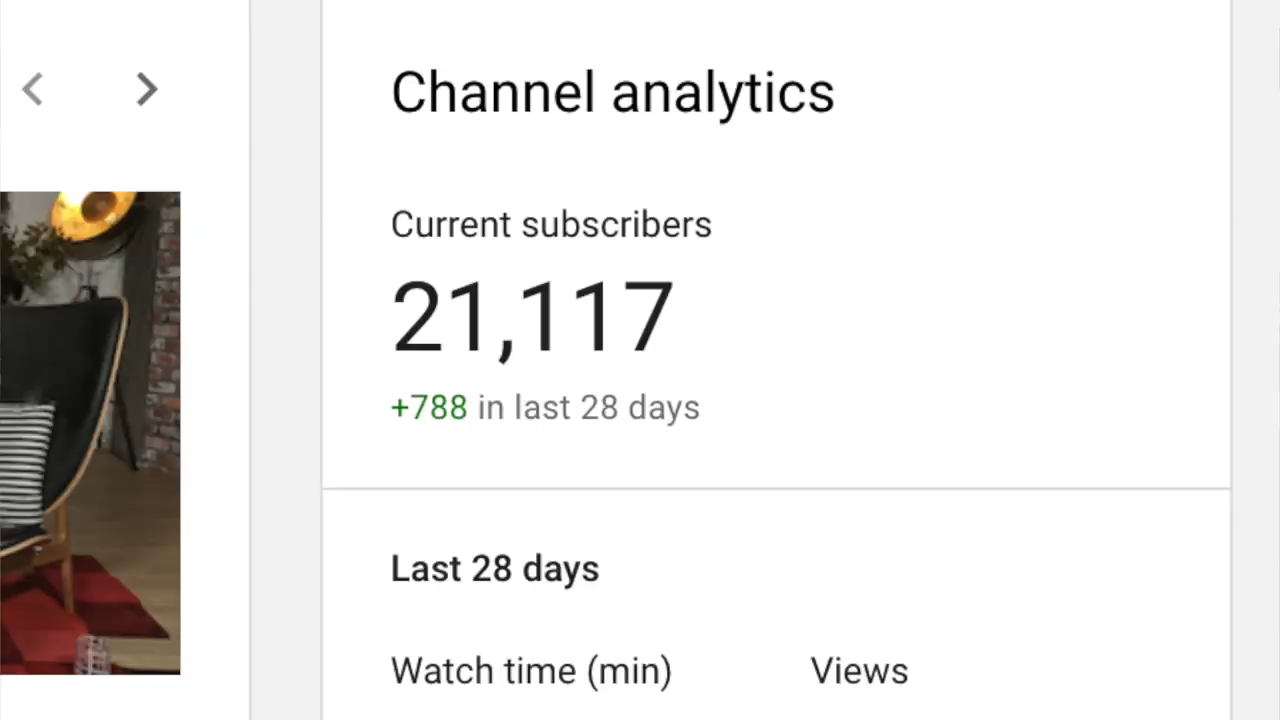 Channel analytics
Current subscribers
21,117
+788 in last 28 days
Last 28 days
Watch time (min) Views